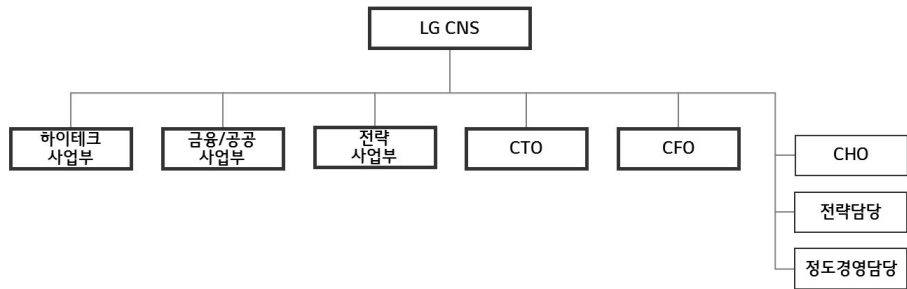 LG CNS
하이테크
사업부
금융/공공
사업부
전략
사업부
CTO
CFO
CHO
전략담당
정도경영담당